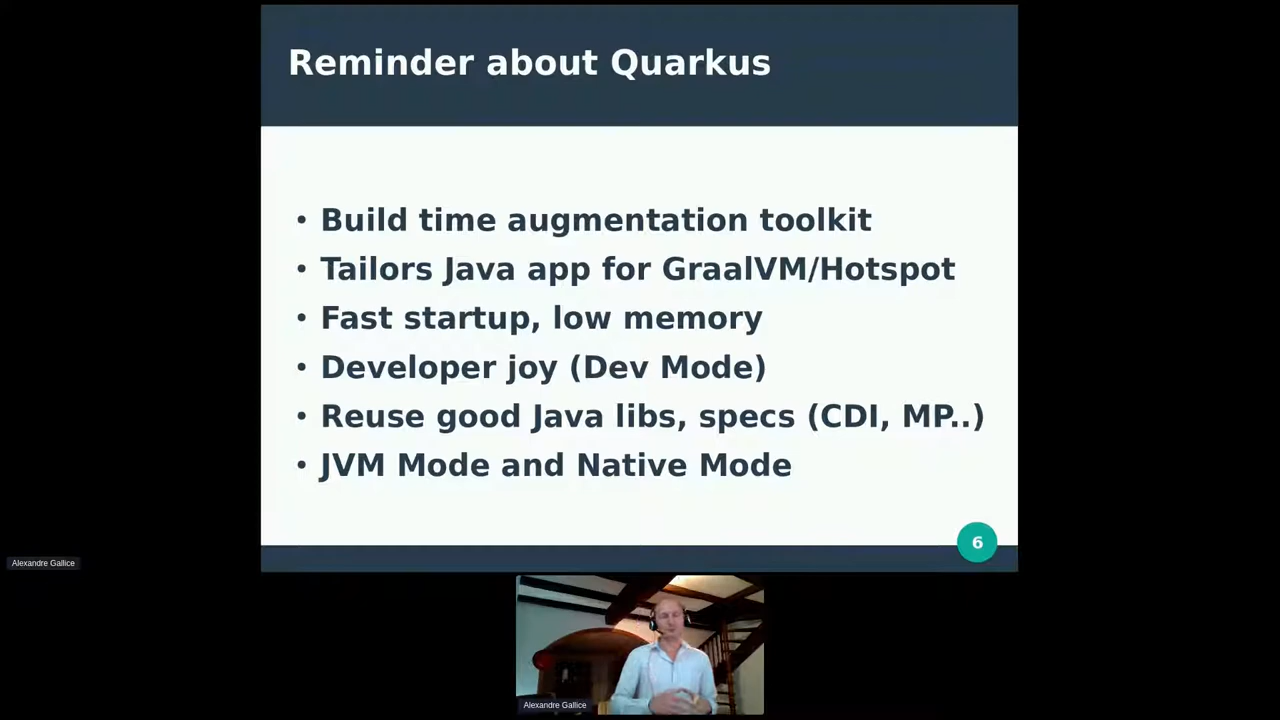 Reminder about Quarkus
• Build time augmentation toolkit
• Tailors Java app for GraalVM/Hotspot
• Fast startup, low memory
• Developer joy (Dev Mode)
• Reuse good Java libs, specs (CDI, MP..)
• JVM Mode and Native Mode
6
Alexandre Gallice
Alexandre Gallice